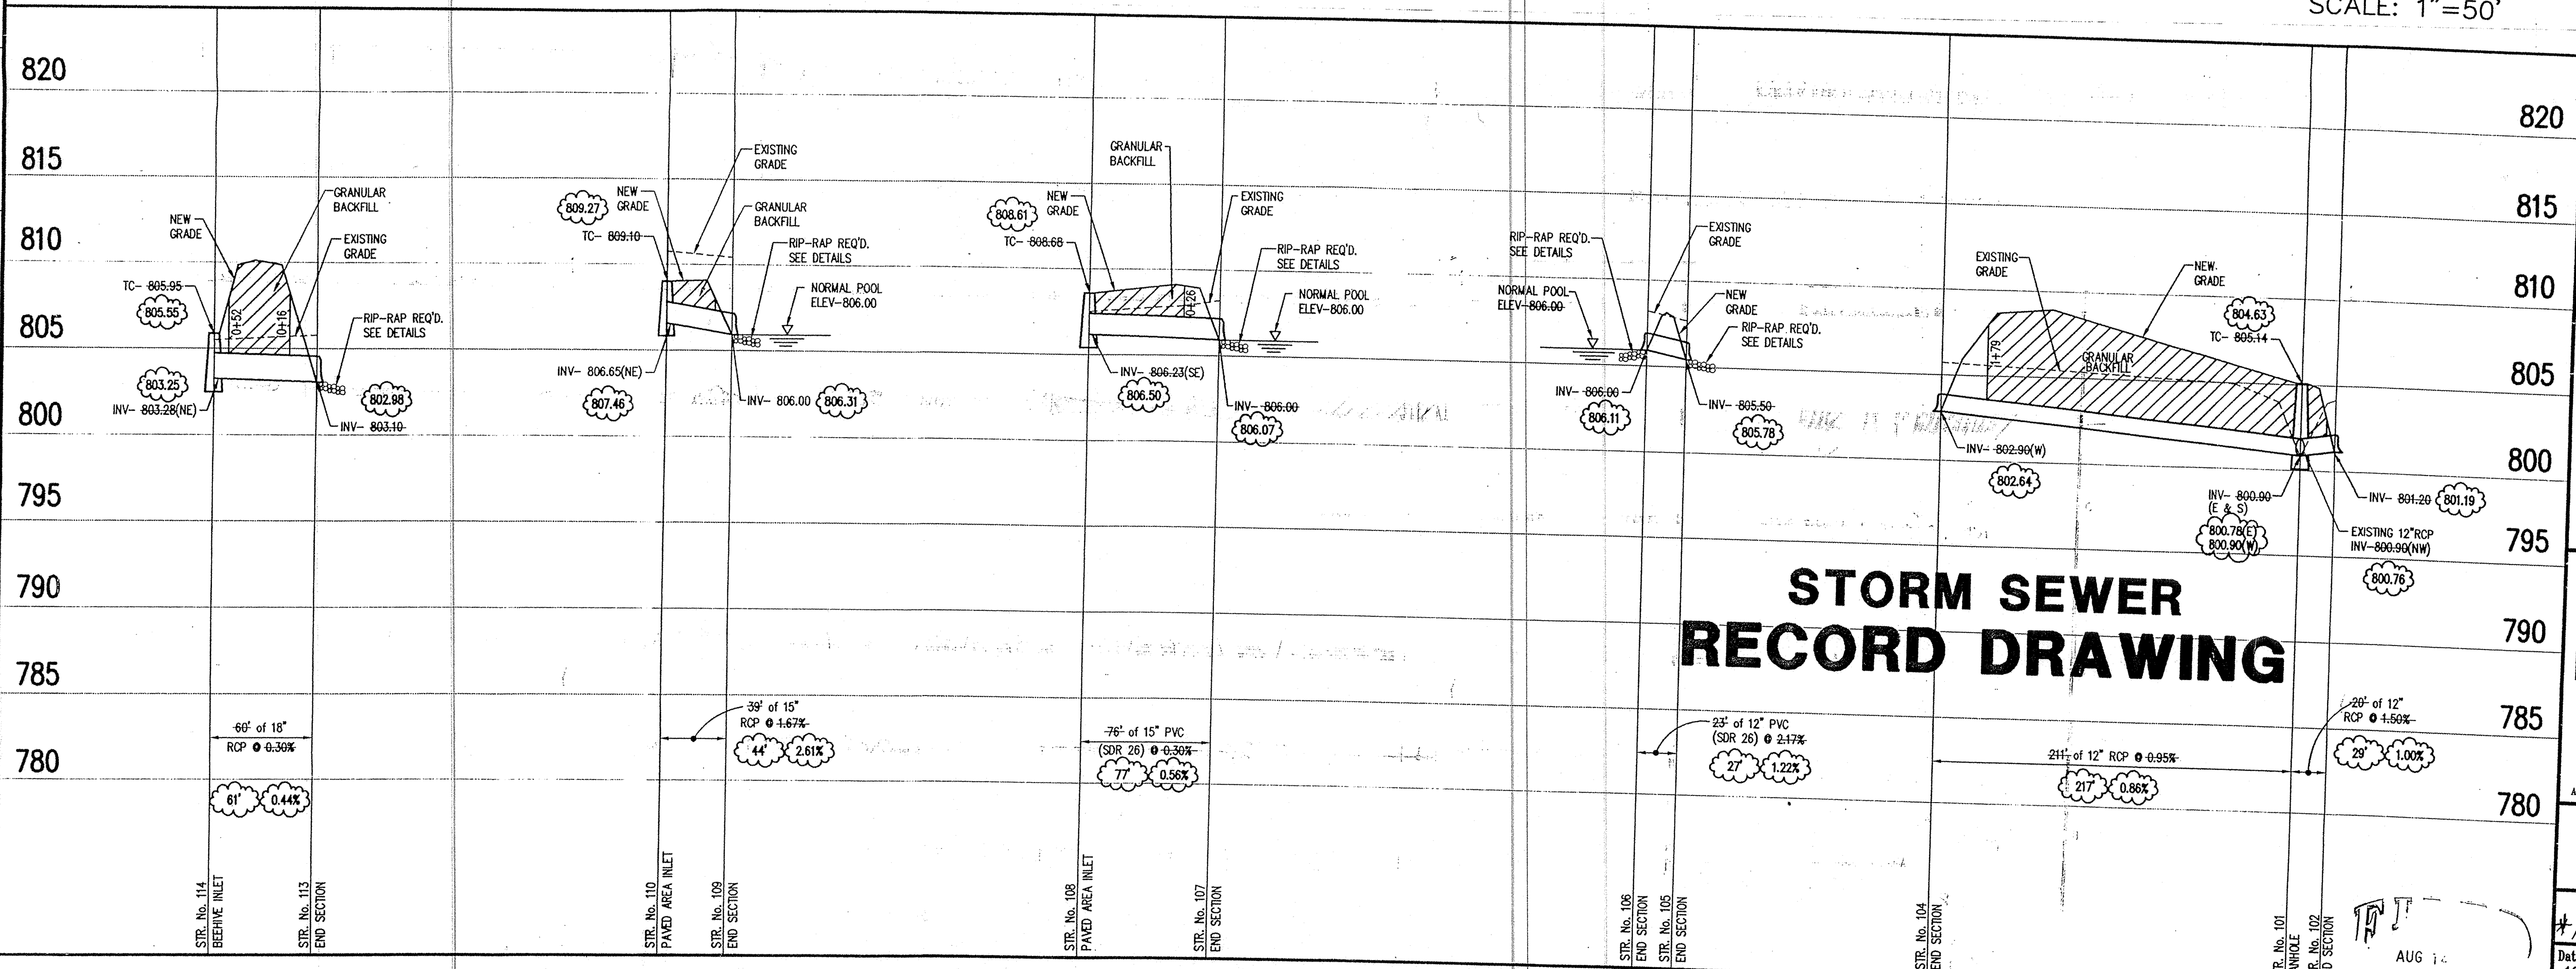 SCALE: 1"=50'
820
815
810
805
800
795
790
785
780
820
815
810
805
800
795
790
785
780
NEW
GRADE
GRANULAR
BACKFILL
EXISTING
GRADE
TC- 805.95
805.55
0+52
0+16
RIP-RAP REQ'D.
SEE DETAILS
803.25
INV- 803.28(NE)
802.98
INV- 803.10
60' of 18"
RCP @ 0.30%
61'
0.44%
STR. No. 114
BEEHIVE INLET
STR. No. 113
END SECTION
EXISTING
GRADE
809.27
NEW
GRADE
GRANULAR
BACKFILL
TC- 809.10
RIP-RAP REQ'D.
SEE DETAILS
NORMAL POOL
ELEV-806.00
INV- 806.65(NE)
807.46
INV- 806.00
806.31
39' of 15"
RCP @ 1.67%
44'
2.61%
STR. No. 110
PAVED AREA INLET
STR. No. 109
END SECTION
GRANULAR
BACKFILL
808.61
NEW
GRADE
EXISTING
GRADE
TC- 808.68
RIP-RAP REQ'D.
SEE DETAILS
0+26
NORMAL POOL
ELEV-806.00
INV- 806.23(SE)
806.50
INV- 806.00
806.07
76' of 15" PVC
(SDR 26) @ 0.30%
77'
0.56%
STR. No. 108
PAVED AREA INLET
STR. No. 107
END SECTION
RIP-RAP REQ'D.
SEE DETAILS
EXISTING
GRADE
NORMAL POOL
ELEV-806.00
NEW
GRADE
RIP-RAP REQ'D.
SEE DETAILS
INV- 806.00
806.11
INV- 805.50
805.78
23' of 12" PVC
(SDR 26) @ 2.17%
27'
1.22%
STR. No. 106
END SECTION
STR. No. 105
END SECTION
EXISTING
GRADE
NEW
GRADE
804.63
TC- 805.14
1+79
GRANULAR
BACKFILL
INV- 802.90(W)
802.64
INV- 800.90
(E & S)
800.78(E)
800.90(W)
INV- 801.20
801.19
EXISTING 12"RCP
INV-800.90(NW)
800.76
STORM SEWER
RECORD DRAWING
211' of 12" RCP @ 0.95%
217'
0.86%
20' of 12"
RCP @ 1.50%
29'
1.00%
STR. No. 104
END SECTION
No. 101
No. 102
SECTION
AUG